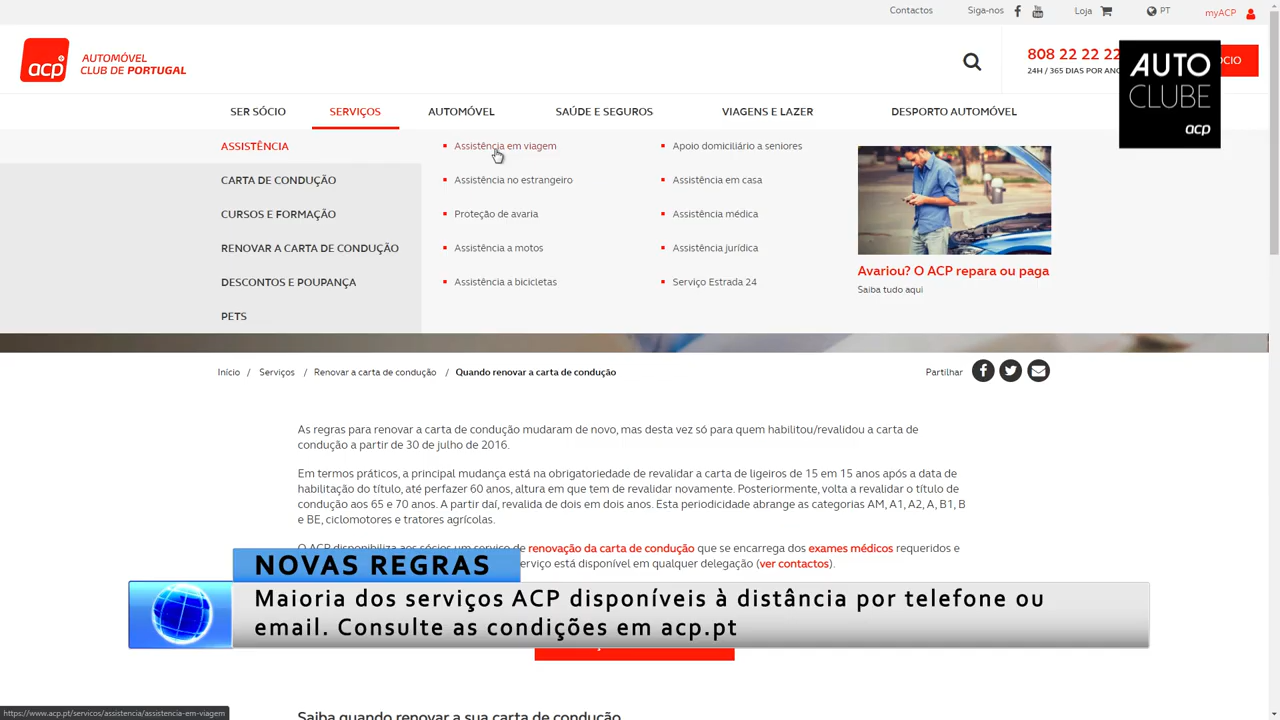 Contactos
Siga-nos
Loja
PT
myACP
acp
AUTOMÓVEL
CLUB DE PORTUGAL
808 22 22 22
24H / 365 DIAS POR ANO
AUTO
CLUBE
acp
SER SÓCIO
SERVIÇOS
AUTOMÓVEL
SAÚDE E SEGUROS
VIAGENS E LAZER
DESPORTO AUTOMÓVEL
ASSISTÊNCIA
CARTA DE CONDUÇÃO
CURSOS E FORMAÇÃO
RENOVAR A CARTA DE CONDUÇÃO
DESCONTOS E POUPANÇA
PETS
Assistência em viagem
Assistência no estrangeiro
Proteção de avaria
Assistência a motos
Assistência a bicicletas
Apoio domiciliário a seniores
Assistência em casa
Assistência médica
Assistência jurídica
Serviço Estrada 24
Avariou? O ACP repara ou paga
Saiba tudo aqui
Início / Serviços / Renovar a carta de condução / Quando renovar a carta de condução
Partilhar
As regras para renovar a carta de condução mudaram de novo, mas desta vez só para quem habilitou/revalidou a carta de
condução a partir de 30 de julho de 2016.
Em termos práticos, a principal mudança está na obrigatoriedade de revalidar a carta de ligeiros de 15 em 15 anos após a data de
habilitação do título, até perfazer 60 anos, altura em que tem de revalidar novamente. Posteriormente, volta a revalidar o título de
condução aos 65 e 70 anos. A partir daí, revalida de dois em dois anos. Esta periodicidade abrange as categorias AM, A1, A2, A, B1, B
e BE, ciclomotores e tratores agrícolas.
O ACP disponibiliza aos sócios um serviço de renovação da carta de condução que se encarrega dos exames médicos requeridos e
serviço está disponível em qualquer delegação (ver contactos).
NOVAS REGRAS
Maioria dos serviços ACP disponíveis à distância por telefone ou
email. Consulte as condições em acp.pt
Saiba quando renovar a sua carta de condução
https://www.acp.pt/servicos/assistencia/assistencia-em-viagem